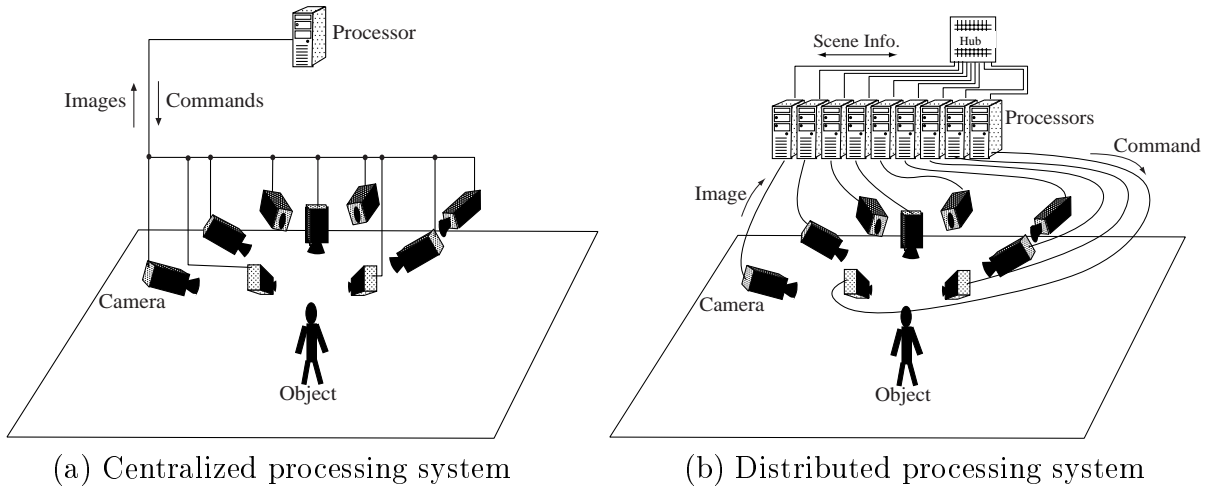 Processor
Images
Commands
Camera
Object
(a) Centralized processing system
Scene Info.
Hub
Processors
Command
Image
Camera
Object
(b) Distributed processing system